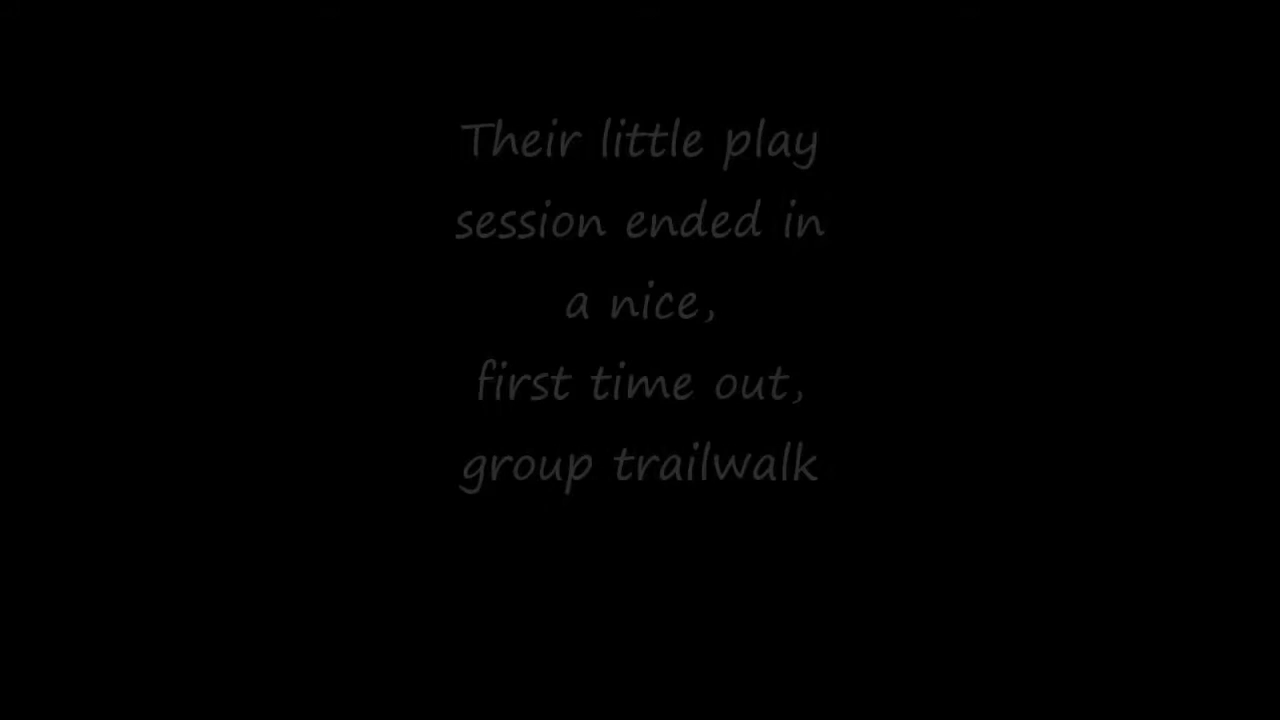 Their little play
session ended in
a nice,
first time out,
group trailwalk